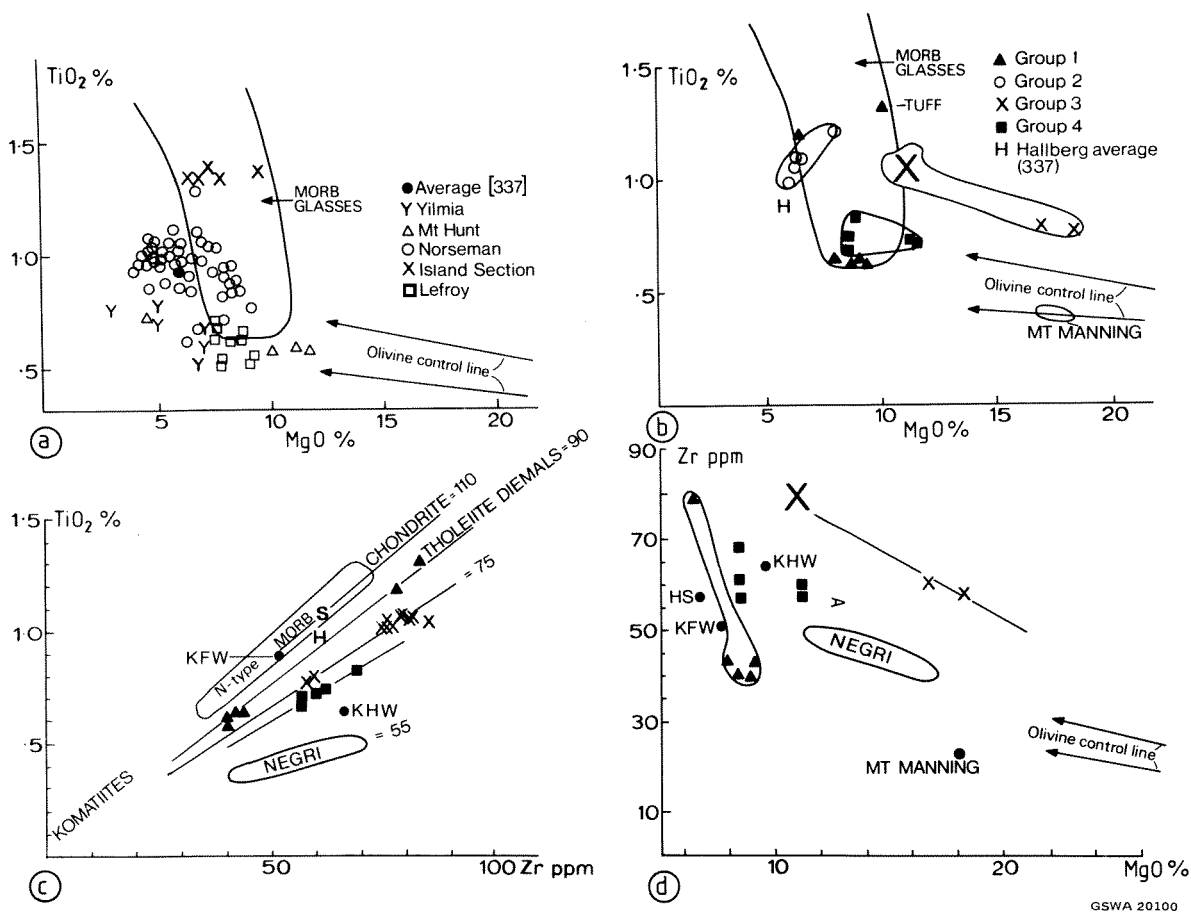 TiO2 %
1·5
1·0
·5
MORB
GLASSES
Average [337]
Yilmia
Mt Hunt
Norseman
Island Section
Lefroy
Olivine control line
5
10
15
20
MgO %
a
TiO2 %
1·5
1·0
·5
MORB
GLASSES
TUFF
H
Group 1
Group 2
Group 3
Group 4
H Hallberg average
(337)
Olivine control line
MT MANNING
5
10
15
20
MgO %
b
TiO2 %
1·5
1·0
·5
CHONDRITE=110
THOLEIITE DIEMALS=90
= 75
= 55
N-type MORB
S
H
KFW
KHW
NEGRI
KOMATIITES
50
100
Zr ppm
c
Zr ppm
90
70
50
30
10
KHW
HS
KFW
A
NEGRI
Olivine control line
MT MANNING
10
20
MgO %
d
GSWA 20100